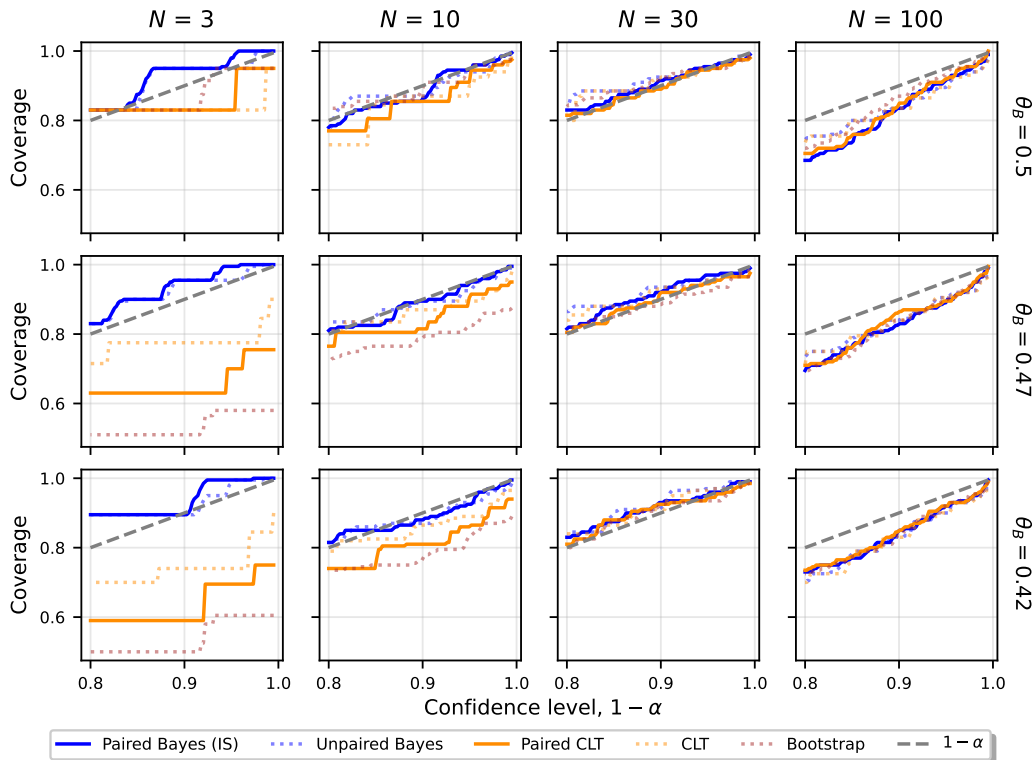 N = 3 N = 10 N = 30 N = 100
1.0
0.8
0.6
Coverage
θ_B = 0.5
1.0
0.8
0.6
Coverage
θ_B = 0.47
1.0
0.8
0.6
Coverage
θ_B = 0.42
0.8 0.9 1.0 0.8 0.9 1.0 0.8 0.9 1.0 0.8 0.9 1.0
Confidence level, 1 − α
Paired Bayes (IS) Unpaired Bayes Paired CLT CLT Bootstrap 1 − α